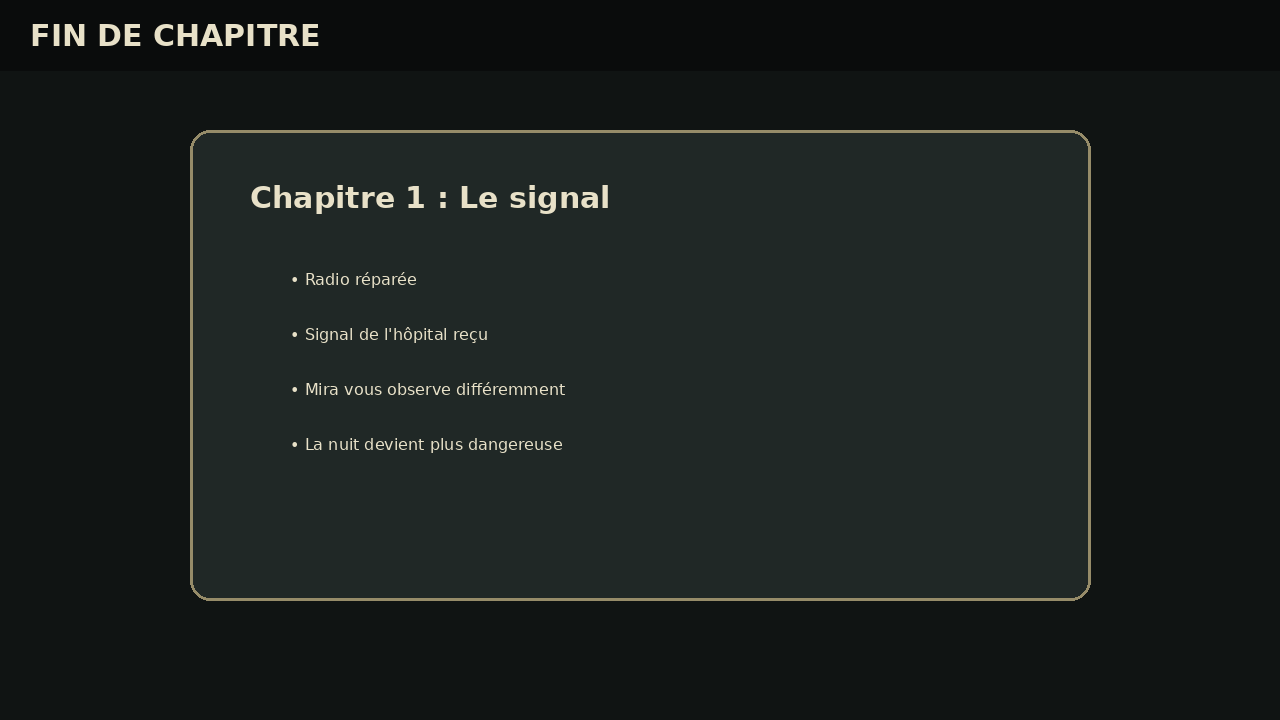 FIN DE CHAPITRE
Chapitre 1 : Le signal
• Radio réparée
• Signal de l'hôpital reçu
• Mira vous observe différemment
• La nuit devient plus dangereuse